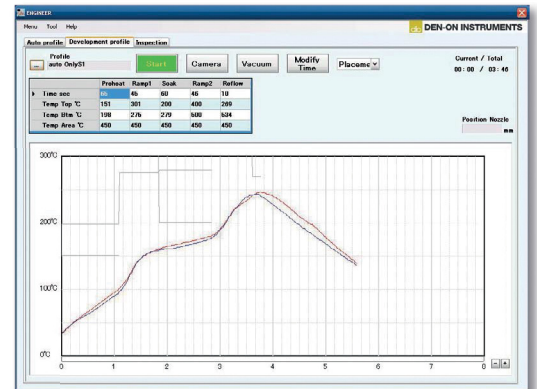 ENGINEER
Menu Tool Help
DEN-ON INSTRUMENTS
Auto profile Development profile Inspection
Profile
... auto OnlyS1
Start Camera Vacuum Modify Time Placeme
Current / Total
00:00 / 03:46
Preheat Ramp1 Soak Ramp2 Reflow
Time sec 65 45 60 46 10
Temp Top ℃ 151 301 200 400 269
Temp Btm ℃ 198 276 279 500 534
Temp Area ℃ 450 450 450 450 450
Position Nozzle
mm
300℃
200℃
100℃
0℃
0 1 2 3 4 5 6 7 8